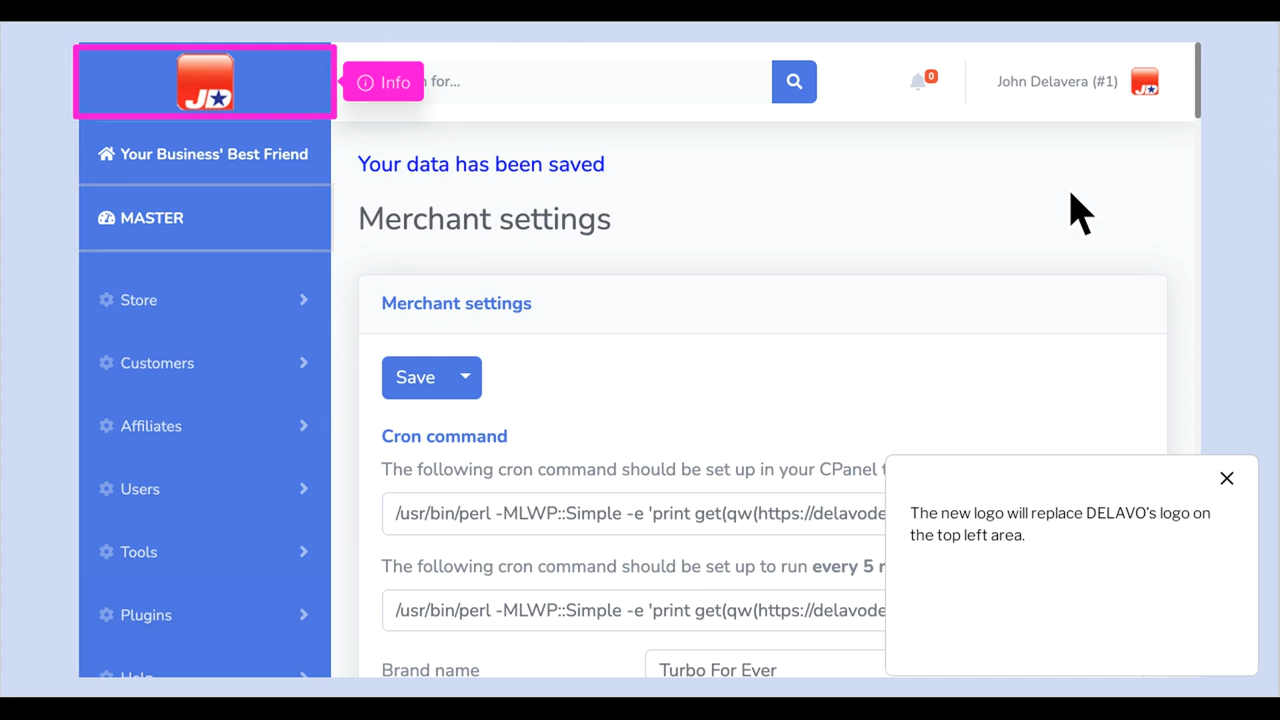 JD
Info
for...
0
John Delavera (#1)
JD
Your Business' Best Friend
MASTER
Store
Customers
Affiliates
Users
Tools
Plugins
Help
Your data has been saved
Merchant settings
Merchant settings
Save
Cron command
The following cron command should be set up in your CPanel
/usr/bin/perl -MLWP::Simple -e 'print get(qw(https://delavode
The following cron command should be set up to run every 5
/usr/bin/perl -MLWP::Simple -e 'print get(qw(https://delavode
Brand name
Turbo For Ever
The new logo will replace DELAVO's logo on
the top left area.